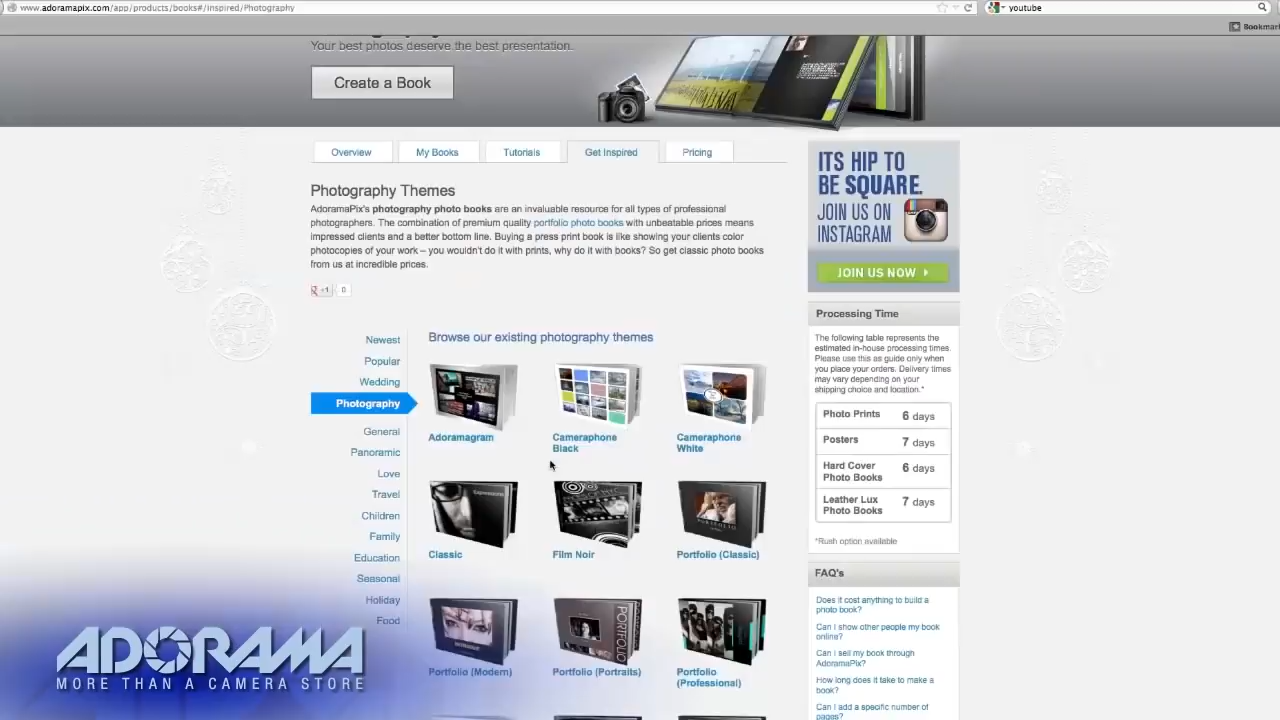 www.adoramapix.com/app/products/books#/inspired/Photography
youtube
Bookmar
Your best photos deserve the best presentation.
Create a Book
Overview
My Books
Tutorials
Get Inspired
Pricing
Photography Themes
AdoramaPix's photography photo books are an invaluable resource for all types of professional
photographers. The combination of premium quality portfolio photo books with unbeatable prices means
impressed clients and a better bottom line. Buying a press print book is like showing your clients color
photocopies of your work – you wouldn't do it with prints, why do it with books? So get classic photo books
from us at incredible prices.
+1
0
Newest
Popular
Wedding
Photography
General
Panoramic
Love
Travel
Children
Family
Education
Seasonal
Holiday
Food
Browse our existing photography themes
Adoramagram
Cameraphone
Black
Cameraphone
White
Classic
Film Noir
PORTFOLIO
Portfolio (Classic)
Portfolio (Modern)
PORTFOLIO
Portfolio (Portraits)
Portfolio
(Professional)
ITS HIP TO
BE SQUARE.
JOIN US ON
INSTAGRAM
JOIN US NOW
Processing Time
The following table represents the
estimated in-house processing times.
Please use this as guide only when
you place your orders. Delivery times
may vary depending on your
shipping choice and location.*
Photo Prints 6 days
Posters 7 days
Hard Cover
Photo Books 6 days
Leather Lux
Photo Books 7 days
*Rush option available
FAQ's
Does it cost anything to build a
photo book?
Can I show other people my book
online?
Can I sell my book through
AdoramaPix?
How long does it take to make a
book?
Can I add a specific number of
pages?
ADORAMA
MORE THAN A CAMERA STORE